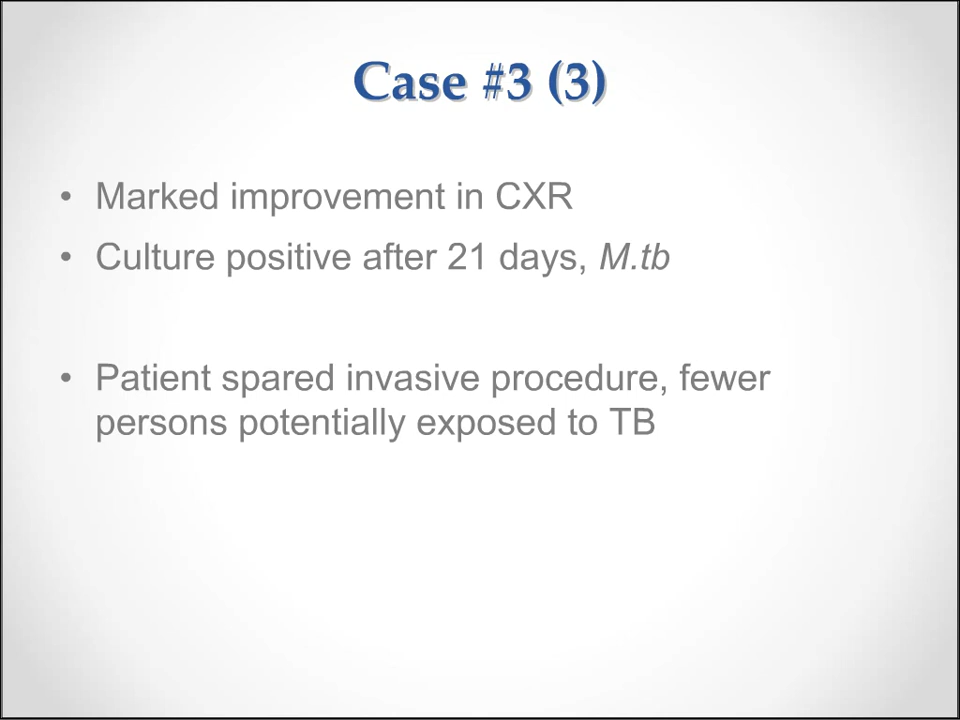 Case #3 (3)
• Marked improvement in CXR
• Culture positive after 21 days, M.tb
• Patient spared invasive procedure, fewer
persons potentially exposed to TB